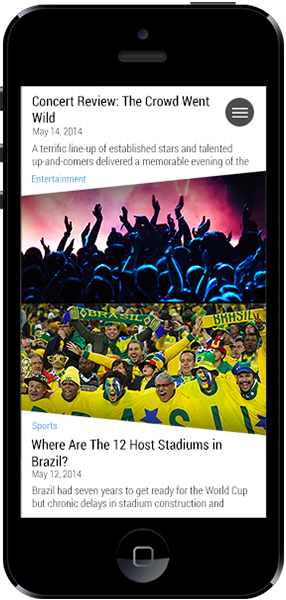 Concert Review: The Crowd Went
Wild
May 14, 2014
A terrific line-up of established stars and talented
up-and-comers delivered a memorable evening of the
Entertainment
BRASIL
BRASIL
Sports
Where Are The 12 Host Stadiums in
Brazil?
May 12, 2014
Brazil had seven years to get ready for the World Cup
but chronic delays in stadium construction and